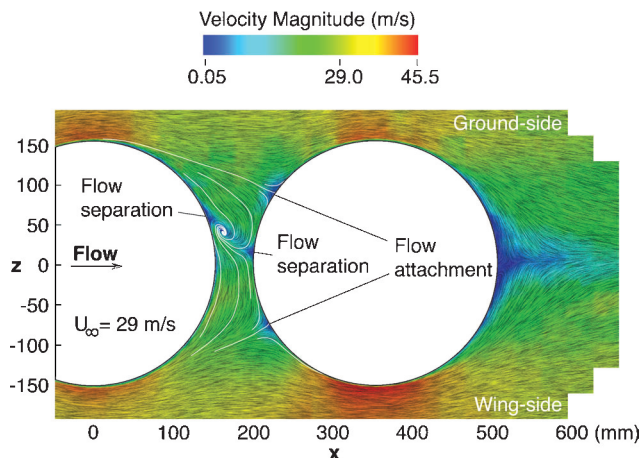 Velocity Magnitude (m/s)
0.05 29.0 45.5
Ground-side
150
100
50
0
-50
-100
-150
z
Flow
separation
Flow
U∞= 29 m/s
Flow
separation
Flow
attachment
Wing-side
0 100 200 300 400 500 600 (mm)
x